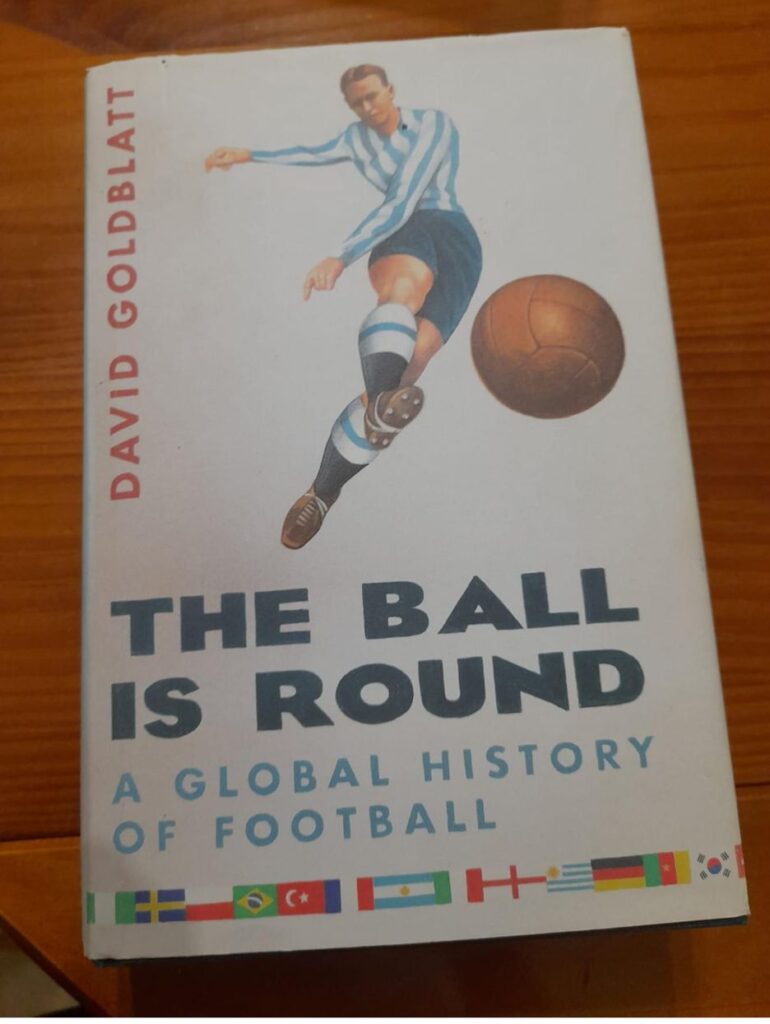 DAVID GOLDBLATT
THE BALL
IS ROUND
A GLOBAL HISTORY
OF FOOTBALL